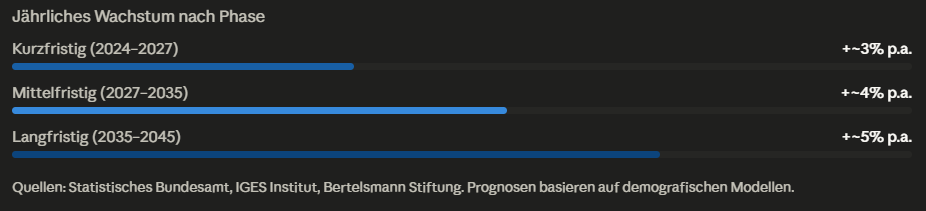 Jährliches Wachstum nach Phase
Kurzfristig (2024–2027) +~3% p.a.
Mittelfristig (2027–2035) +~4% p.a.
Langfristig (2035–2045) +~5% p.a.
Quellen: Statistisches Bundesamt, IGES Institut, Bertelsmann Stiftung. Prognosen basieren auf demografischen Modellen.